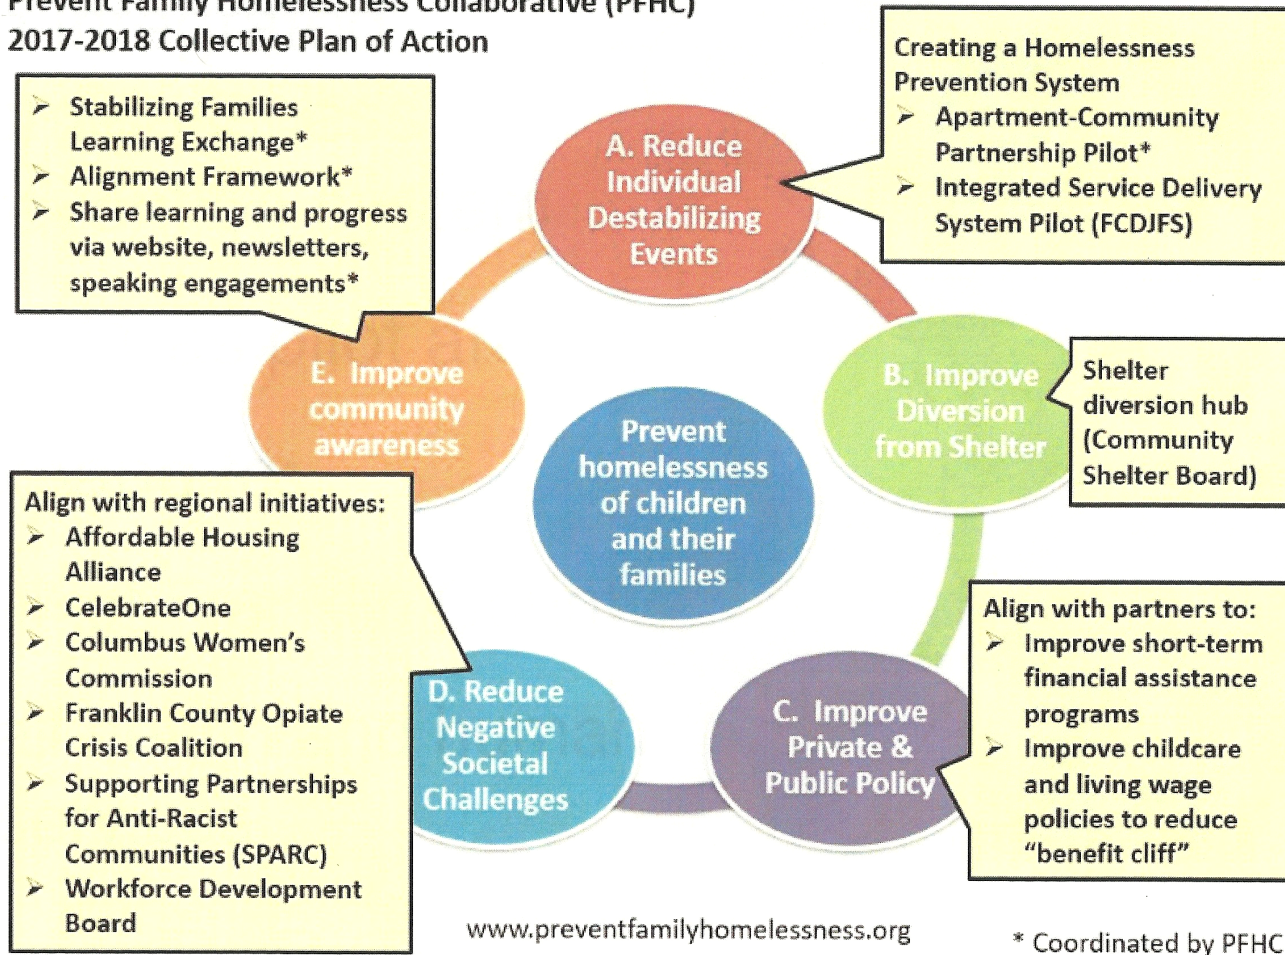 Prevent Family Homelessness Collaborative (PFHC)
2017-2018 Collective Plan of Action
➢ Stabilizing Families
Learning Exchange*
➢ Alignment Framework*
➢ Share learning and progress
via website, newsletters,
speaking engagements*
Creating a Homelessness
Prevention System
➢ Apartment-Community
Partnership Pilot*
➢ Integrated Service Delivery
System Pilot (FCDJFS)
A. Reduce
Individual
Destabilizing
Events
E. Improve
community
awareness
B. Improve
Diversion
from Shelter
Shelter
diversion hub
(Community
Shelter Board)
Prevent
homelessness
of children
and their
families
Align with regional initiatives:
➢ Affordable Housing
Alliance
➢ CelebrateOne
➢ Columbus Women’s
Commission
➢ Franklin County Opiate
Crisis Coalition
➢ Supporting Partnerships
for Anti-Racist
Communities (SPARC)
➢ Workforce Development
Board
D. Reduce
Negative
Societal
Challenges
C. Improve
Private &
Public Policy
Align with partners to:
➢ Improve short-term
financial assistance
programs
➢ Improve childcare
and living wage
policies to reduce
“benefit cliff”
www.preventfamilyhomelessness.org
* Coordinated by PFHC